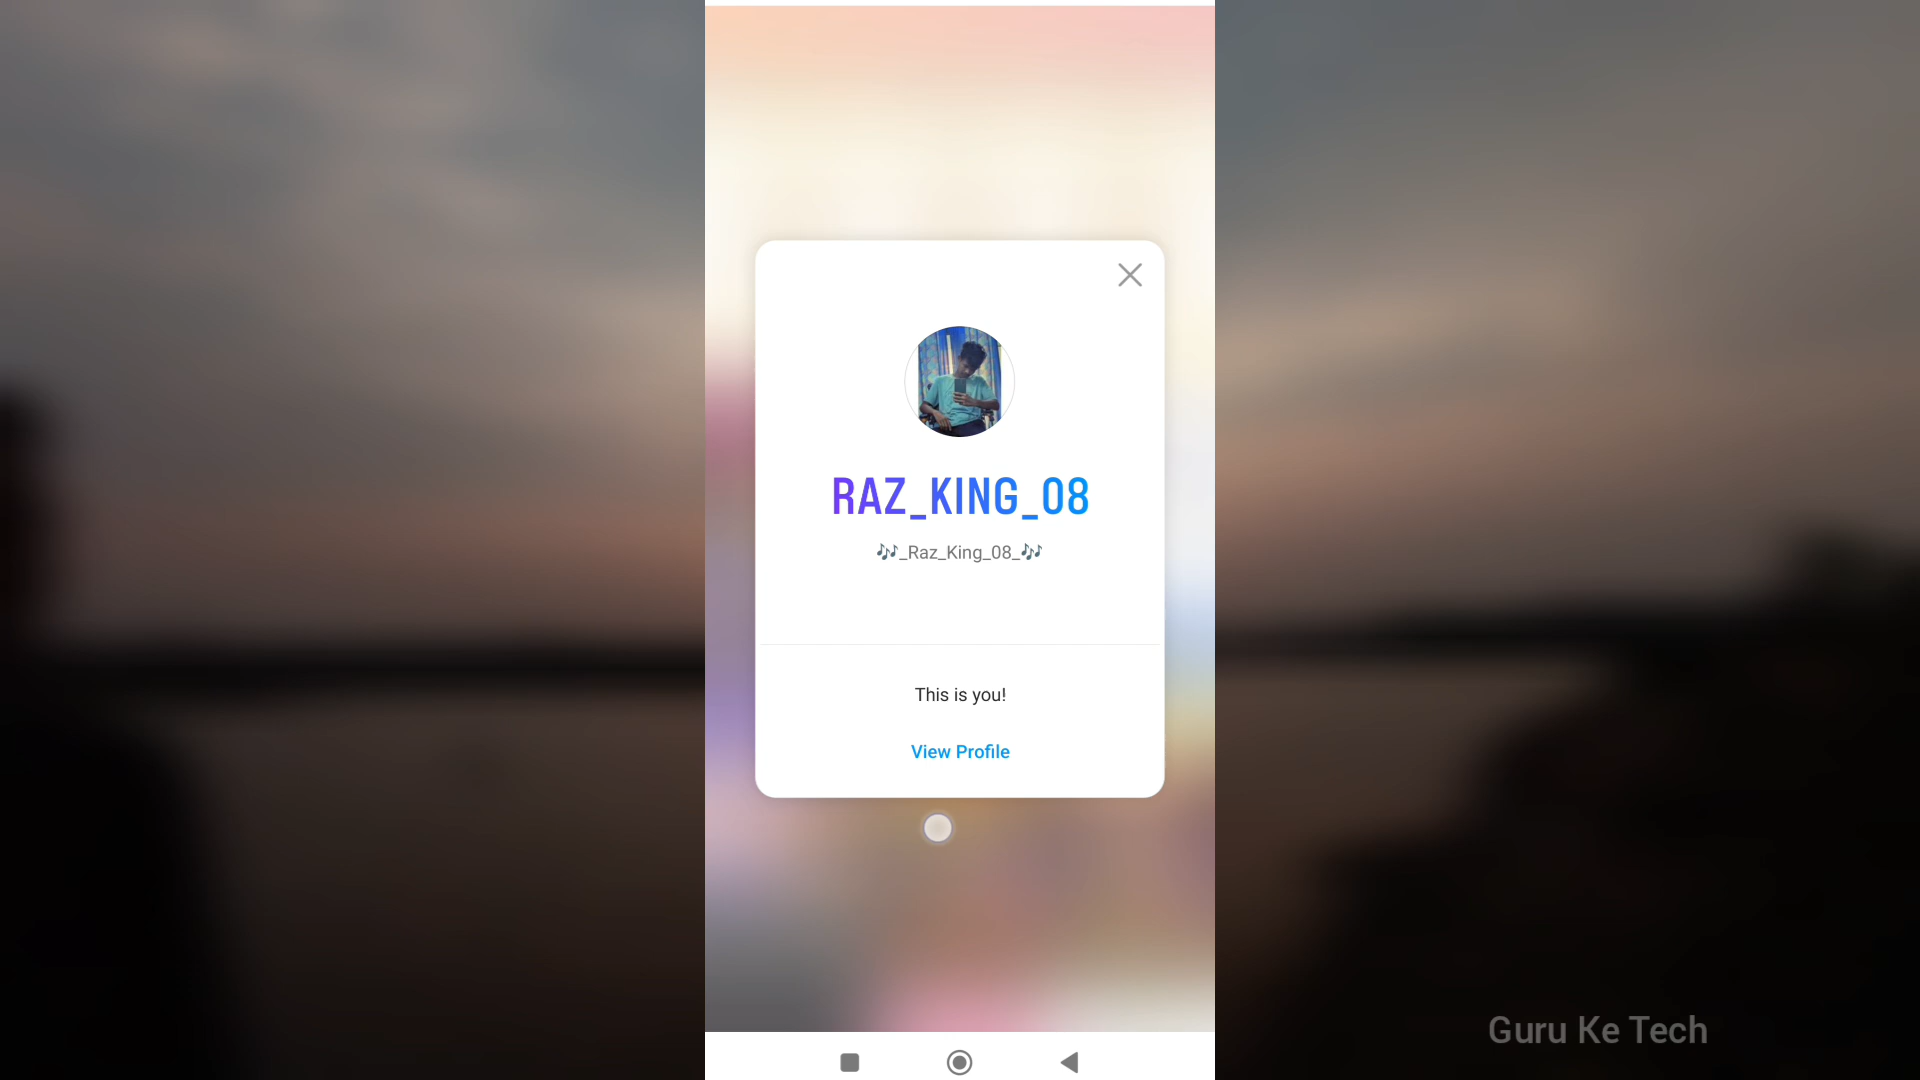 RAZ_KING_08
🎶_Raz_King_08_🎶
This is you!
View Profile
Guru Ke Tech